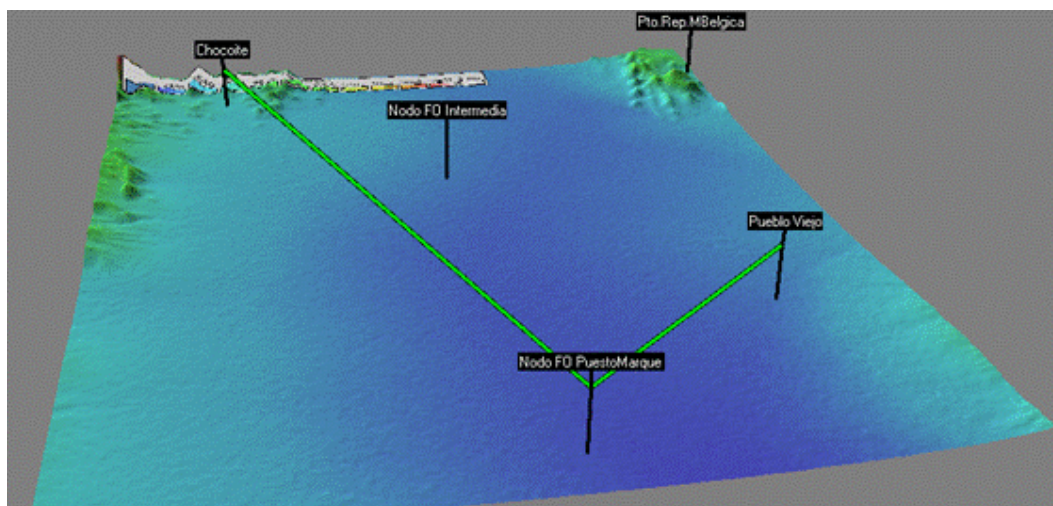 Pto.Rep.MBelgica
Chocoite
Nodo FO Intermedia
Pueblo Viejo
Nodo FO PuestoMarque